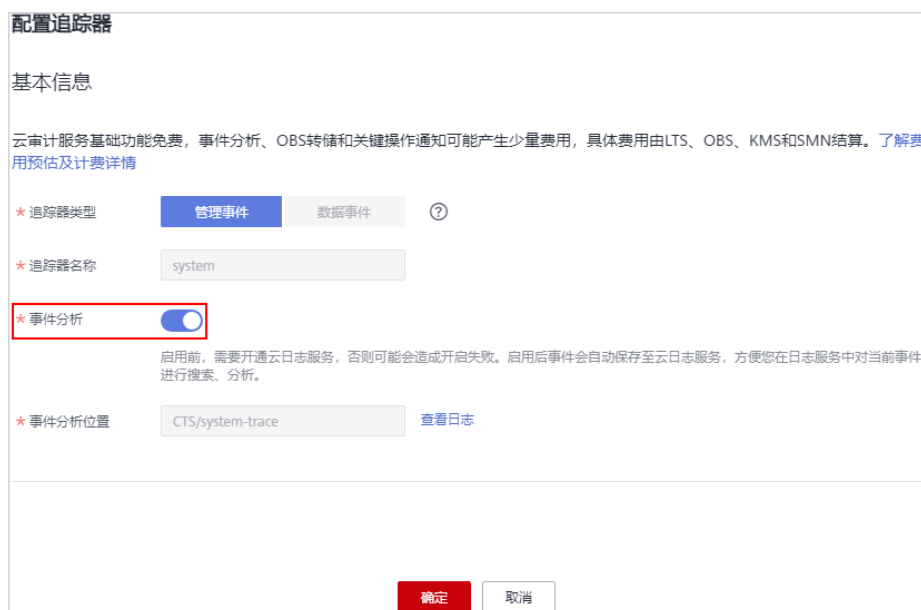 配置追踪器
基本信息
云审计服务基础功能免费，事件分析、OBS转储和关键操作通知可能产生少量费用，具体费用由LTS、OBS、KMS和SMN结算。了解费
用预估及计费详情
* 追踪器类型 管理事件 数据事件 ?
* 追踪器名称 system
* 事件分析
启用前，需要开通云日志服务，否则可能会造成开启失败。启用后事件会自动保存至云日志服务，方便您在日志服务中对当前事件
进行搜索、分析。
* 事件分析位置 CTS/system-trace 查看日志
确定 取消